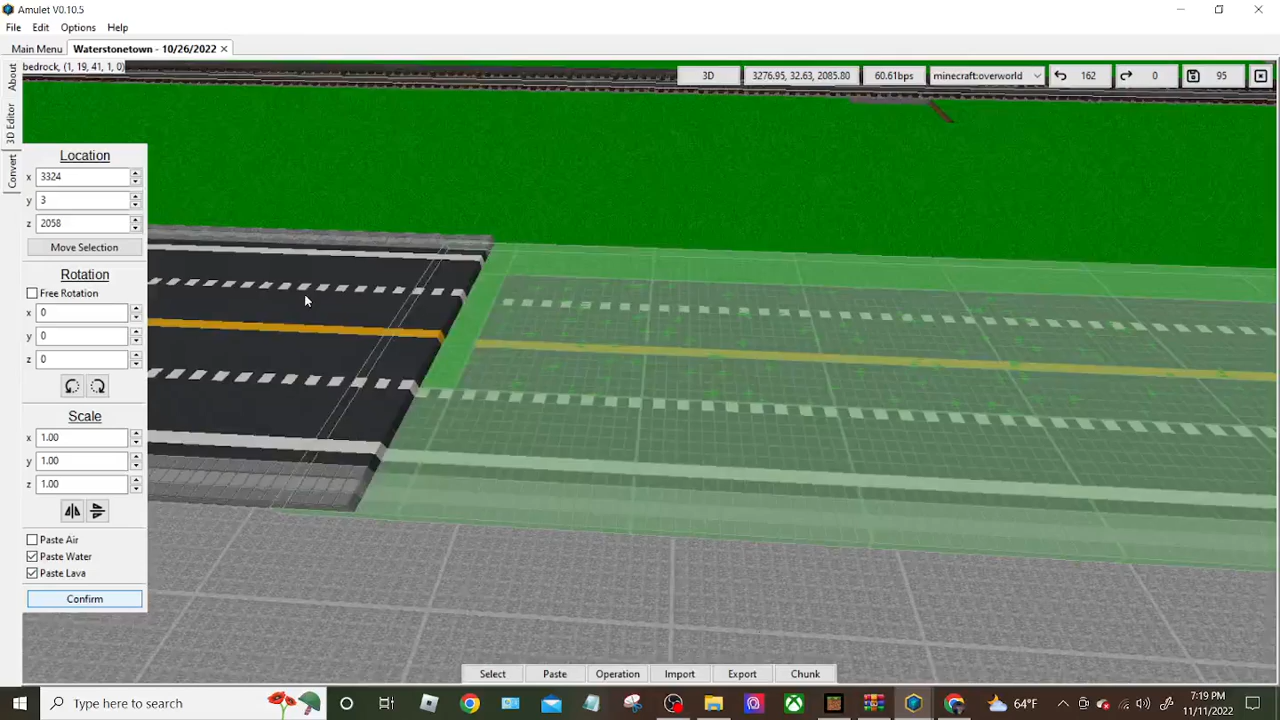 Amulet V0.10.5
File Edit Options Help
Main Menu Waterstonetown - 10/26/2022
bedrock, (1, 19, 41, 1, 0)
3D 3276.95, 32.63, 2085.80 60.61bps minecraft:overworld 162 0 95
About
3D Editor
Convert
Location
x 3324
y 3
z 2058
Move Selection
Rotation
Free Rotation
x 0
y 0
z 0
Scale
x 1.00
y 1.00
z 1.00
Paste Air
Paste Water
Paste Lava
Confirm
Select Paste Operation Import Export Chunk
Type here to search
64°F
7:19 PM
11/11/2022